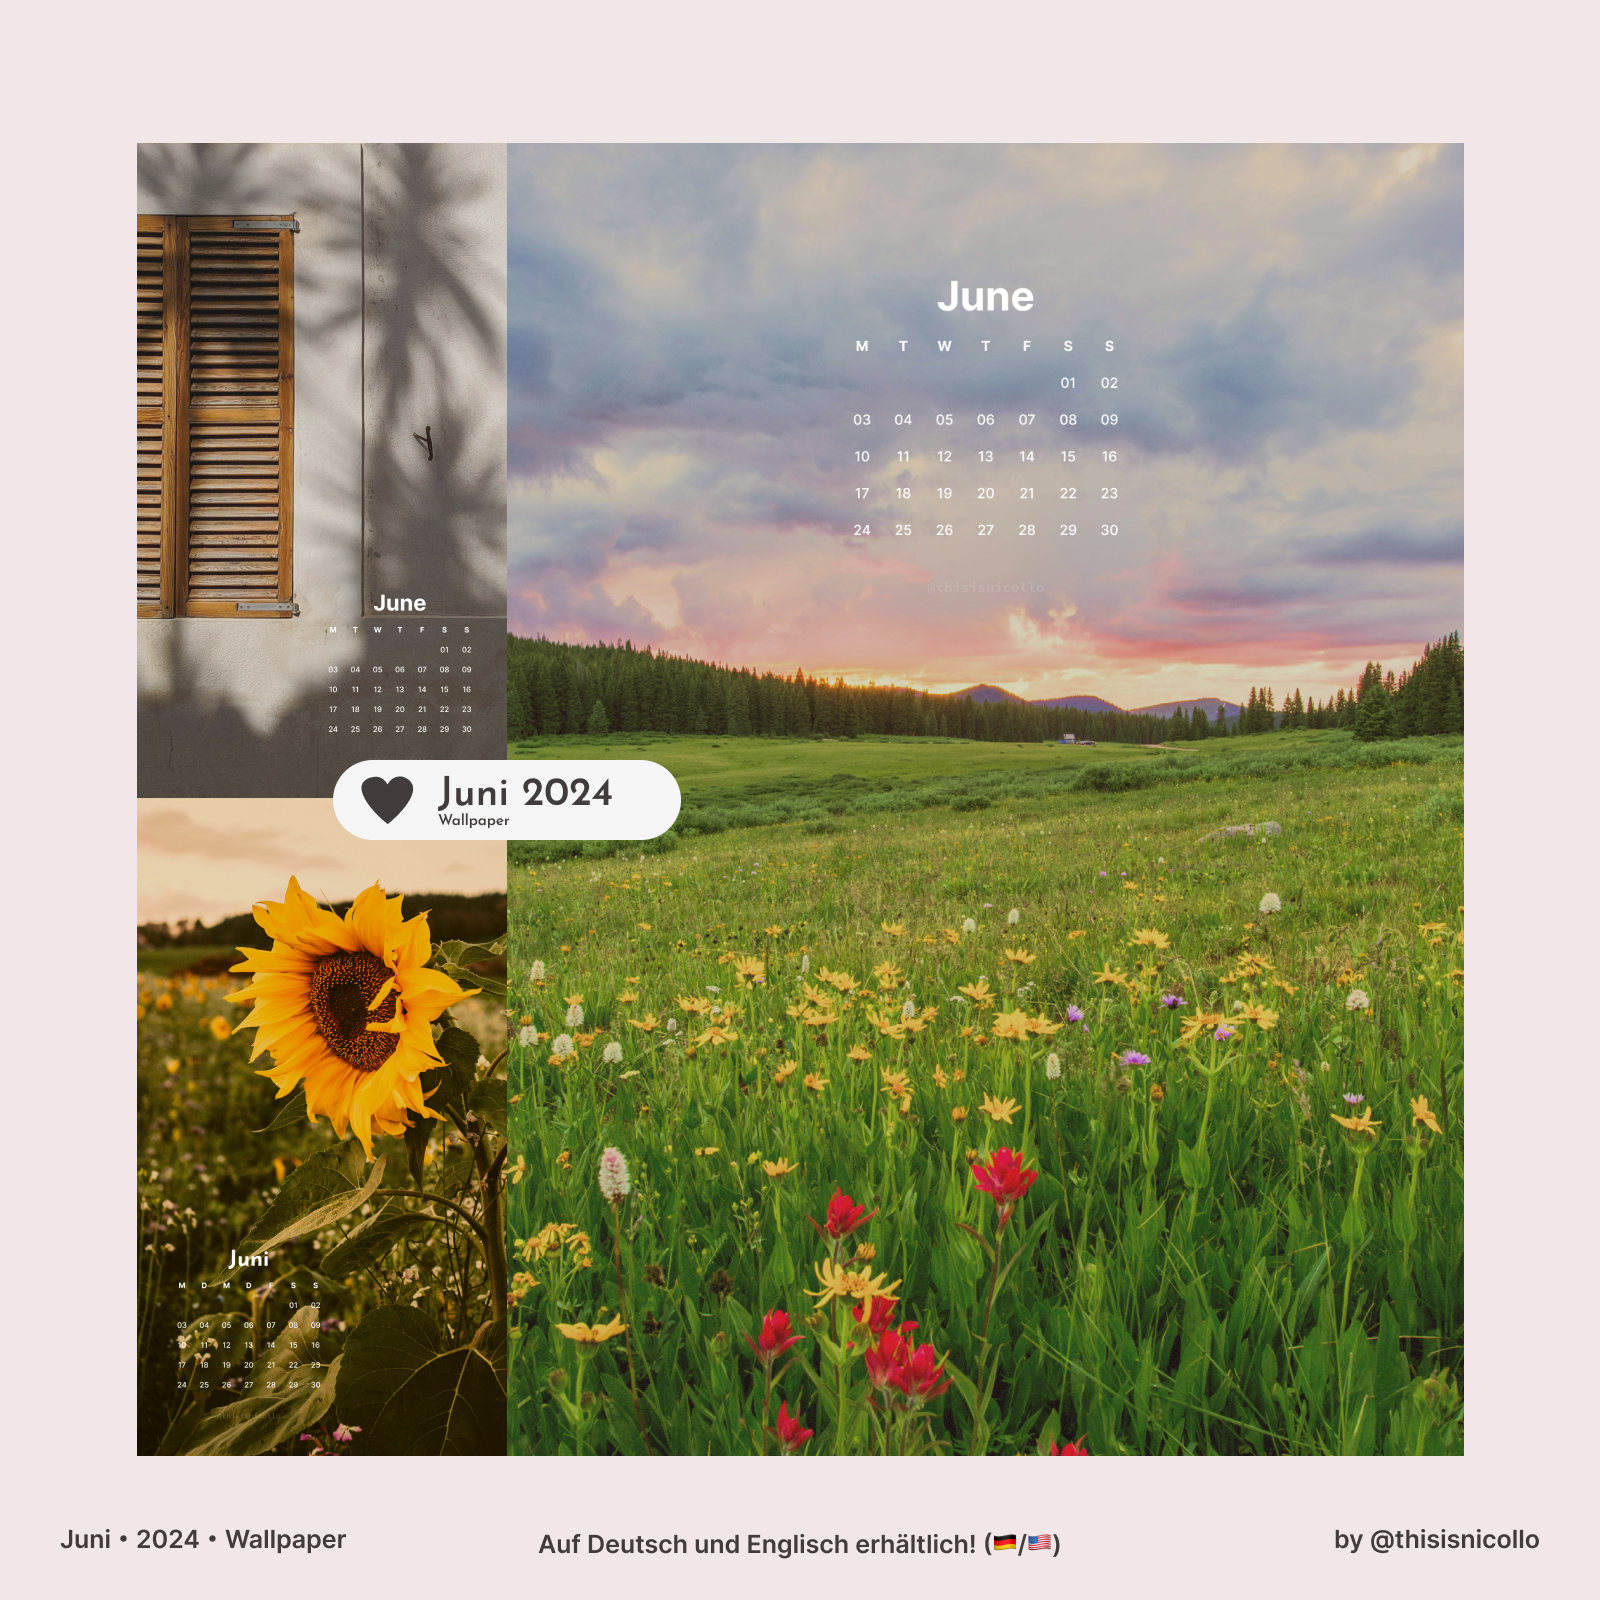 June
M T W T F S S
01 02
03 04 05 06 07 08 09
10 11 12 13 14 15 16
17 18 19 20 21 22 23
24 25 26 27 28 29 30
June
M T W T F S S
01 02
03 04 05 06 07 08 09
10 11 12 13 14 15 16
17 18 19 20 21 22 23
24 25 26 27 28 29 30
@thisisnicollo
Juni 2024
Wallpaper
Juni
M D M D F S S
01 02
03 04 05 06 07 08 09
10 11 12 13 14 15 16
17 18 19 20 21 22 23
24 25 26 27 28 29 30
Juni • 2024 • Wallpaper
Auf Deutsch und Englisch erhältlich! (🇩🇪/🇺🇸)
by @thisisnicollo